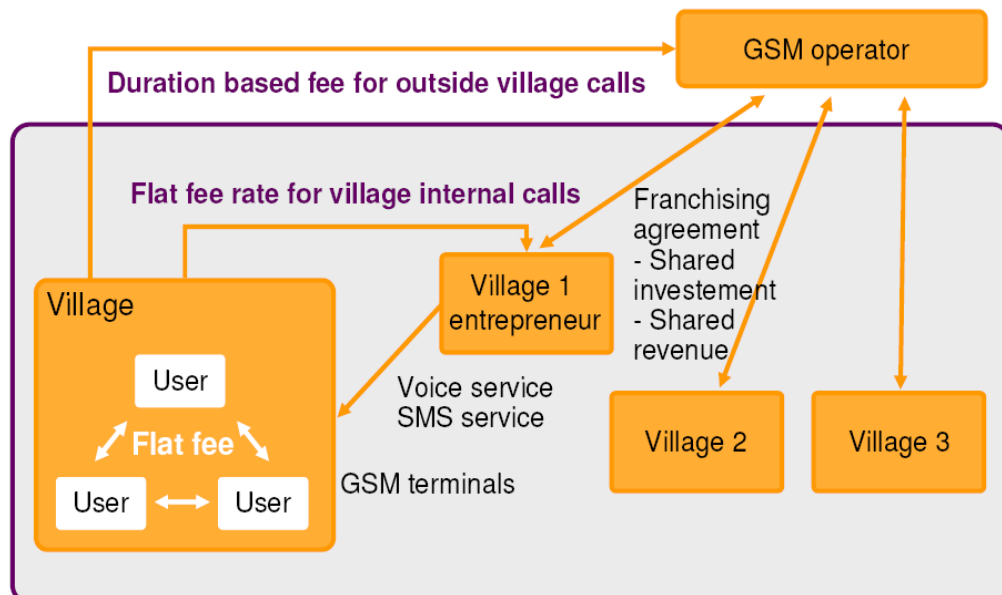 GSM operator
Duration based fee for outside village calls
Flat fee rate for village internal calls
Franchising
agreement
- Shared
investement
- Shared
revenue
Village 1
entrepreneur
Village
User
Flat fee
User
User
Voice service
SMS service
GSM terminals
Village 2
Village 3